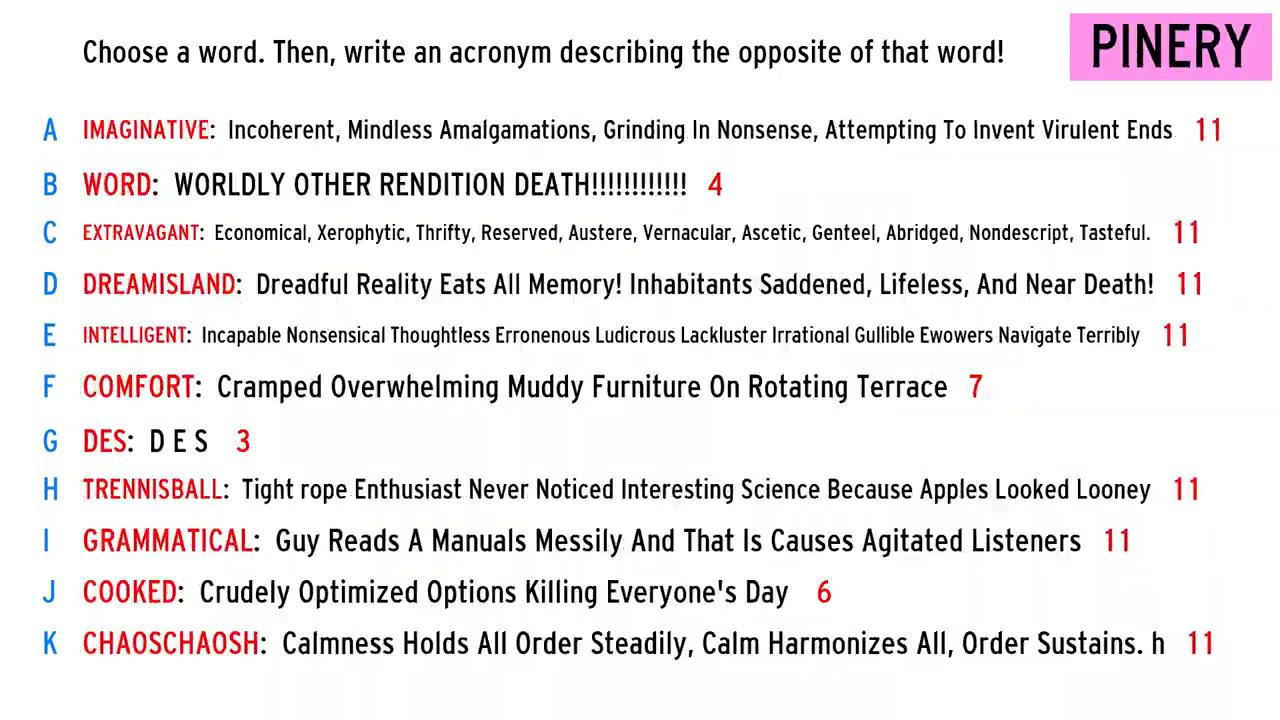 Choose a word. Then, write an acronym describing the opposite of that word!
PINERY
A IMAGINATIVE: Incoherent, Mindless Amalgamations, Grinding In Nonsense, Attempting To Invent Virulent Ends 11
B WORD: WORLDLY OTHER RENDITION DEATH!!!!!!!!!!!! 4
C EXTRAVAGANT: Economical, Xerophytic, Thrifty, Reserved, Austere, Vernacular, Ascetic, Genteel, Abridged, Nondescript, Tasteful. 11
D DREAMISLAND: Dreadful Reality Eats All Memory! Inhabitants Saddened, Lifeless, And Near Death! 11
E INTELLIGENT: Incapable Nonsensical Thoughtless Erronenous Ludicrous Lackluster Irrational Gullible Ewowers Navigate Terribly 11
F COMFORT: Cramped Overwhelming Muddy Furniture On Rotating Terrace 7
G DES: D E S 3
H TRENNISBALL: Tight rope Enthusiast Never Noticed Interesting Science Because Apples Looked Looney 11
I GRAMMATICAL: Guy Reads A Manuals Messily And That Is Causes Agitated Listeners 11
J COOKED: Crudely Optimized Options Killing Everyone's Day 6
K CHAOSCHAOSH: Calmness Holds All Order Steadily, Calm Harmonizes All, Order Sustains. h 11